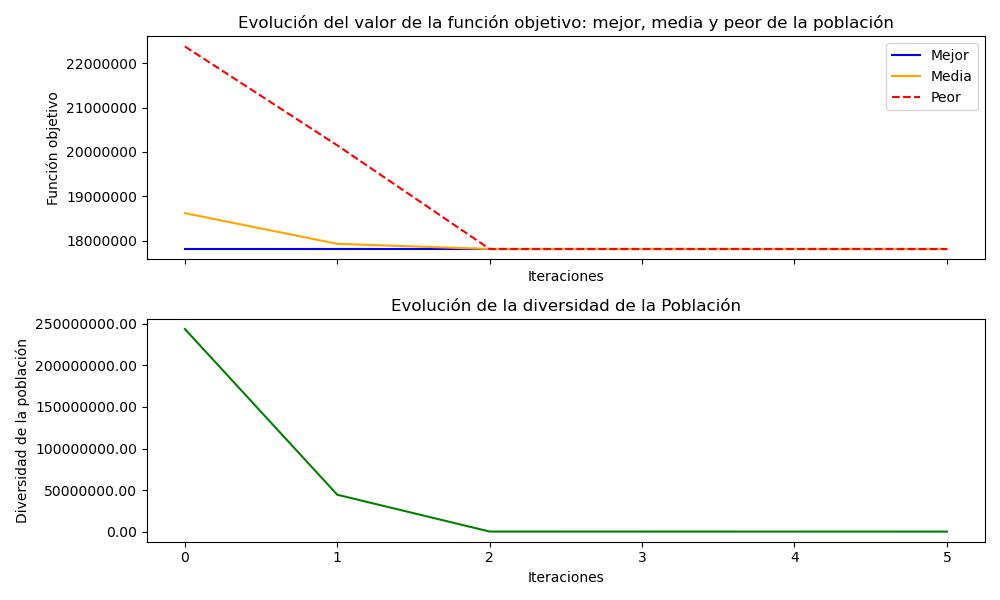 Evolución del valor de la función objetivo: mejor, media y peor de la población
Función objetivo
22000000
21000000
20000000
19000000
18000000
Mejor
Media
Peor
Iteraciones
Evolución de la diversidad de la Población
Diversidad de la población
250000000.00
200000000.00
150000000.00
100000000.00
50000000.00
0.00
0 1 2 3 4 5
Iteraciones